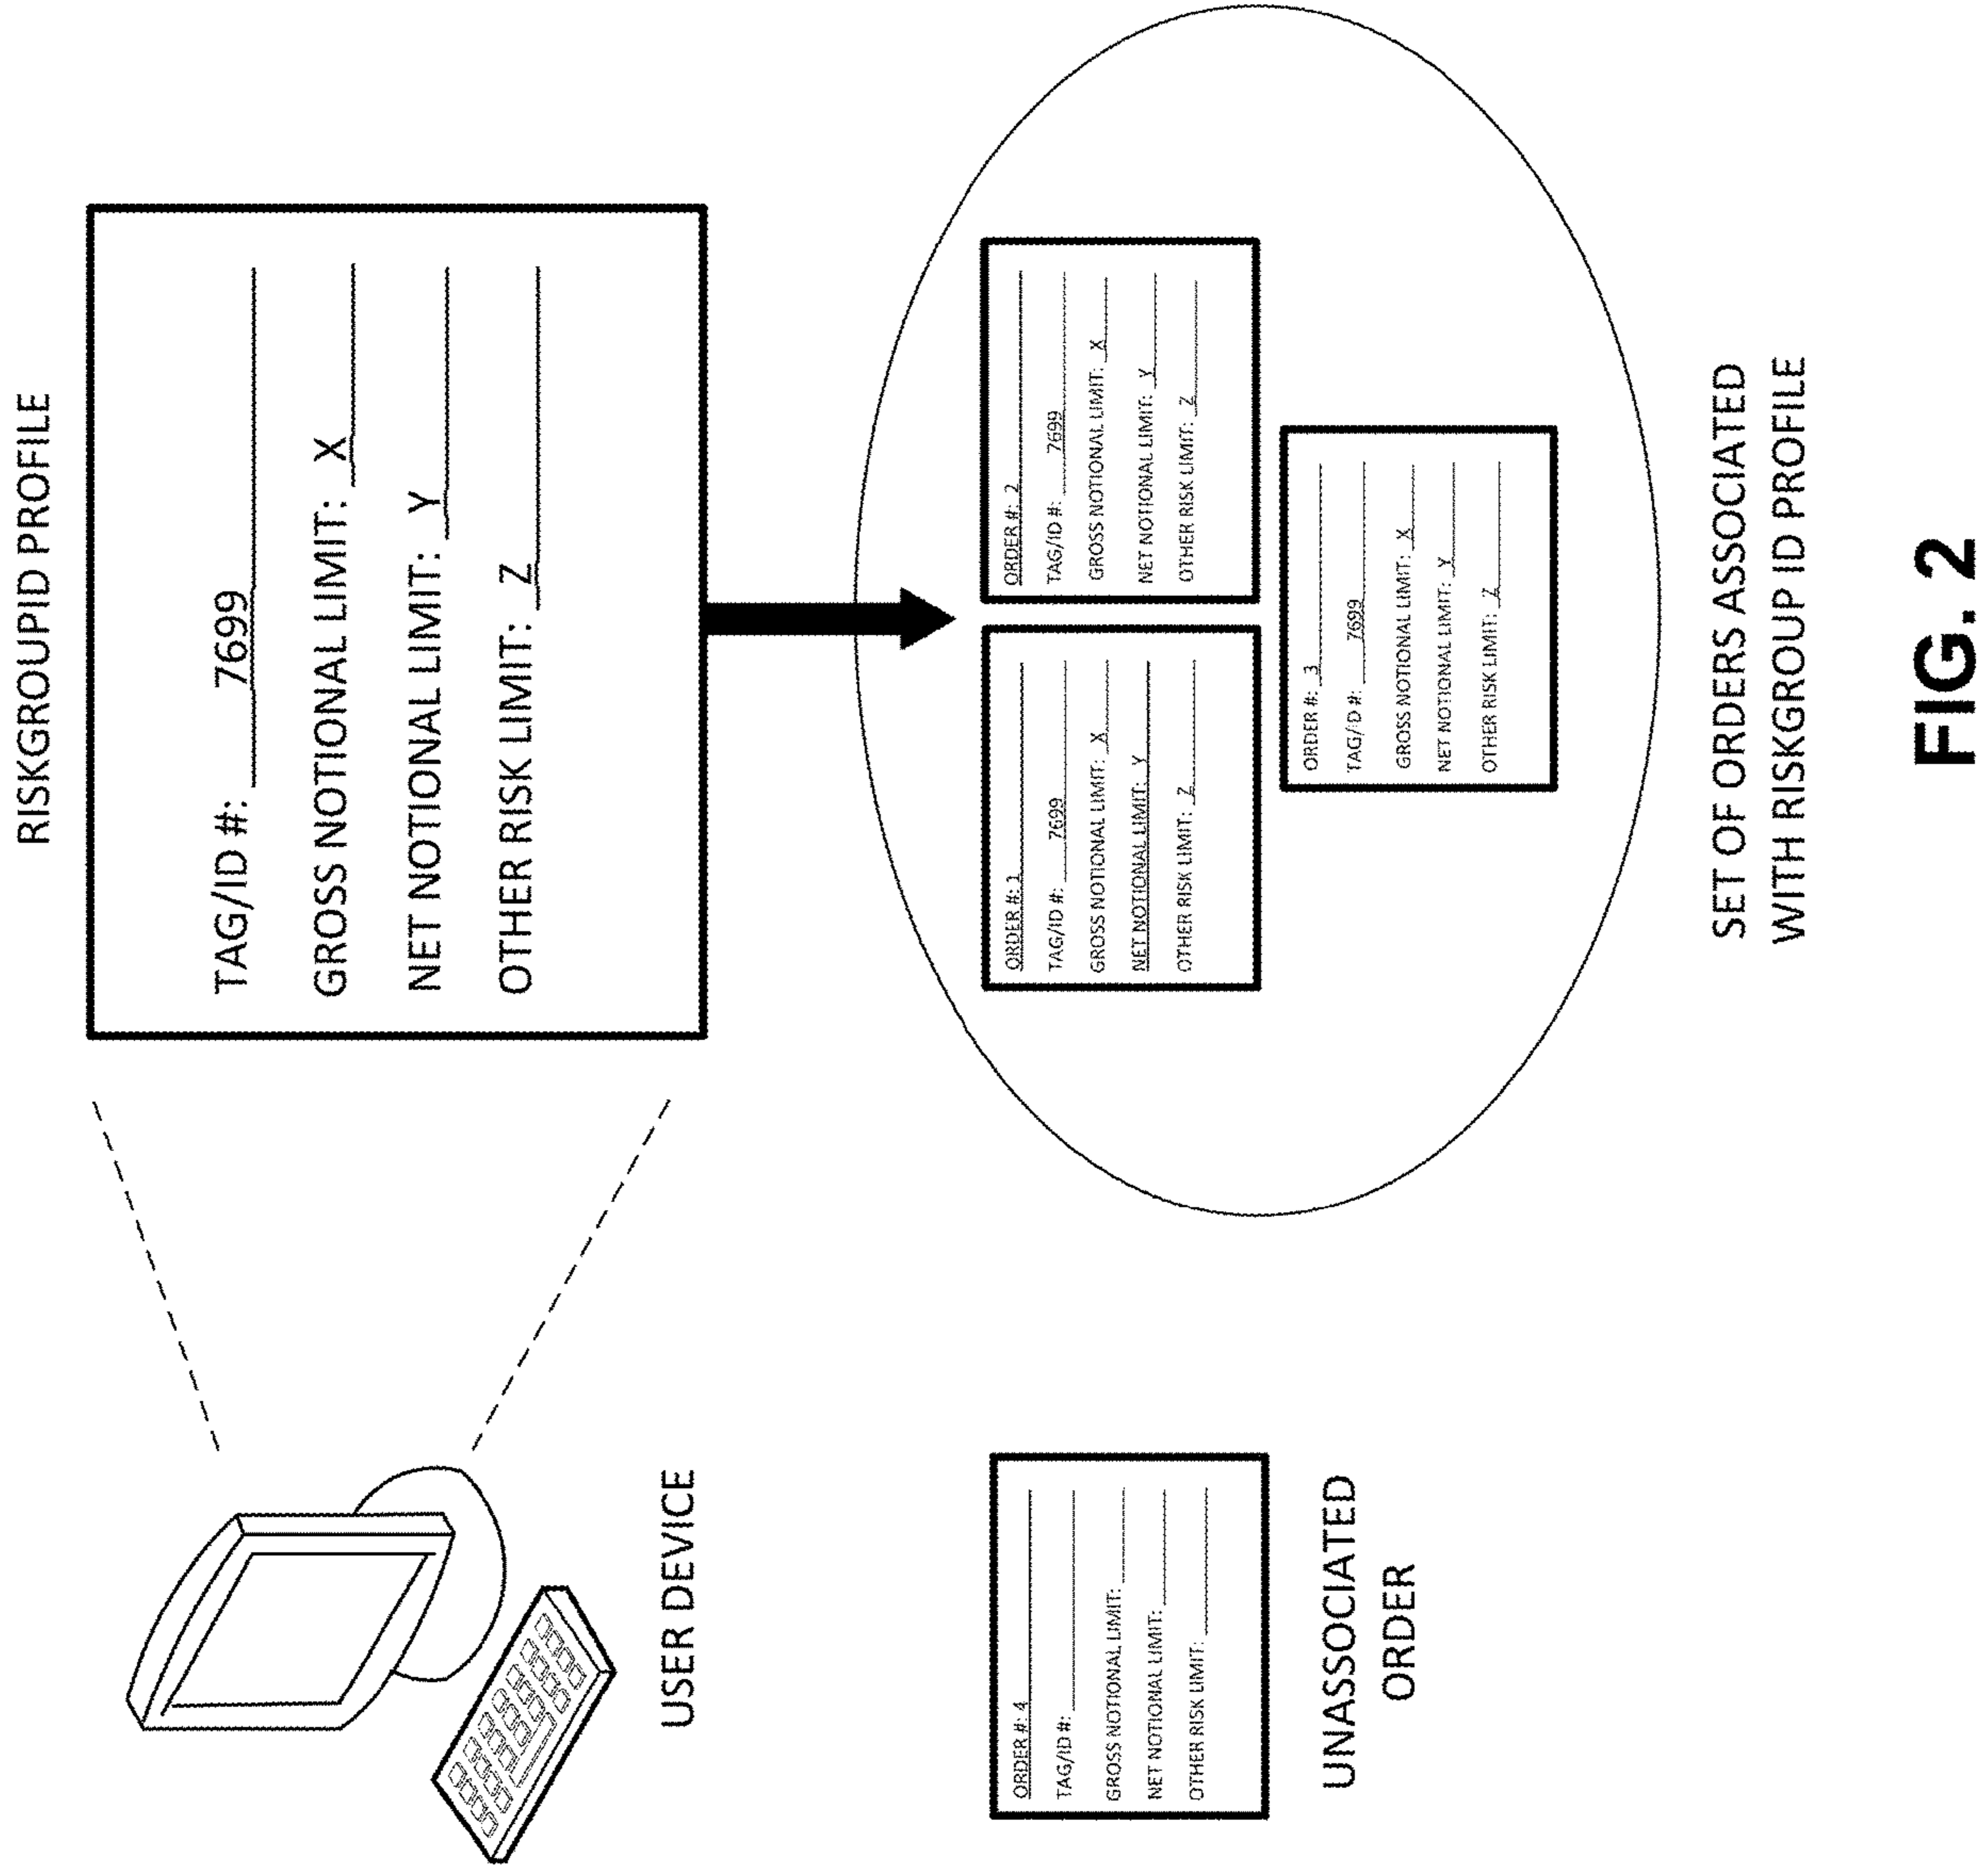 RISKGROUPID PROFILE
TAG/ID #: 7699
GROSS NOTIONAL LIMIT: X
NET NOTIONAL LIMIT: Y
OTHER RISK LIMIT: Z
USER DEVICE
ORDER #: 1
TAG/ID #: 7699
GROSS NOTIONAL LIMIT: X
NET NOTIONAL LIMIT: Y
OTHER RISK LIMIT: Z
ORDER #: 2
TAG/ID #: 7699
GROSS NOTIONAL LIMIT: X
NET NOTIONAL LIMIT: Y
OTHER RISK LIMIT: Z
ORDER #: 3
TAG/ID #: 7699
GROSS NOTIONAL LIMIT: X
NET NOTIONAL LIMIT: Y
OTHER RISK LIMIT: Z
ORDER #: 4
TAG/ID #:
GROSS NOTIONAL LIMIT:
NET NOTIONAL LIMIT:
OTHER RISK LIMIT:
UNASSOCIATED
ORDER
SET OF ORDERS ASSOCIATED
WITH RISKGROUP ID PROFILE
FIG. 2